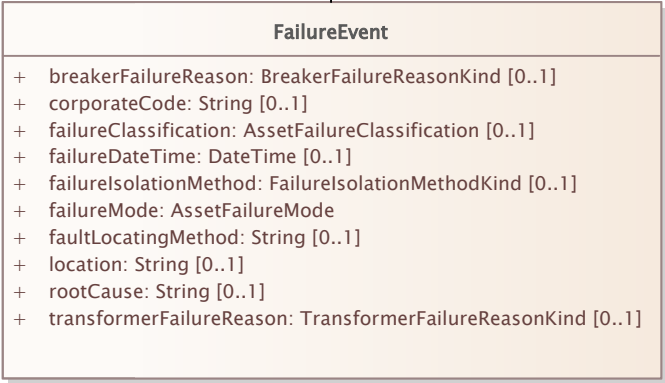 FailureEvent
+ breakerFailureReason: BreakerFailureReasonKind [0..1]
+ corporateCode: String [0..1]
+ failureClassification: AssetFailureClassification [0..1]
+ failureDateTime: DateTime [0..1]
+ failureIsolationMethod: FailureIsolationMethodKind [0..1]
+ failureMode: AssetFailureMode
+ faultLocatingMethod: String [0..1]
+ location: String [0..1]
+ rootCause: String [0..1]
+ transformerFailureReason: TransformerFailureReasonKind [0..1]